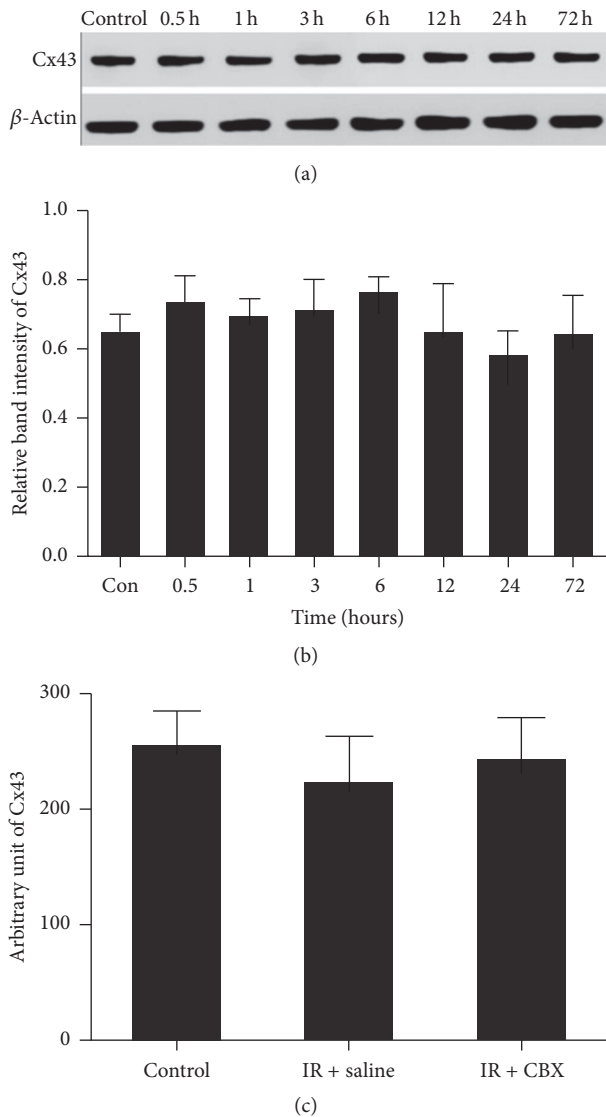 Control 0.5 h 1 h 3 h 6 h 12 h 24 h 72 h
Cx43
β-Actin
(a)
Relative band intensity of Cx43
1.0
0.8
0.6
0.4
0.2
0.0
Con 0.5 1 3 6 12 24 72
Time (hours)
(b)
Arbitrary unit of Cx43
300
200
100
0
Control IR + saline IR + CBX
(c)